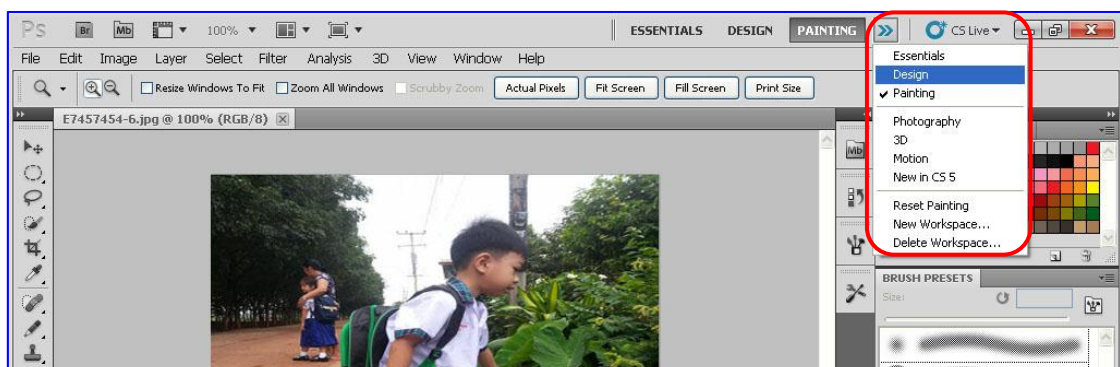 Ps Br Mb 100% ESSENTIALS DESIGN PAINTING CS Live
File Edit Image Layer Select Filter Analysis 3D View Window Help
Resize Windows To Fit Zoom All Windows Scrubby Zoom Actual Pixels Fit Screen Fill Screen Print Size
E7457454-6.jpg @ 100% (RGB/8)
Mb
Essentials
Design
Painting
Photography
3D
Motion
New in CS 5
Reset Painting
New Workspace...
Delete Workspace...
BRUSH PRESETS
Size: